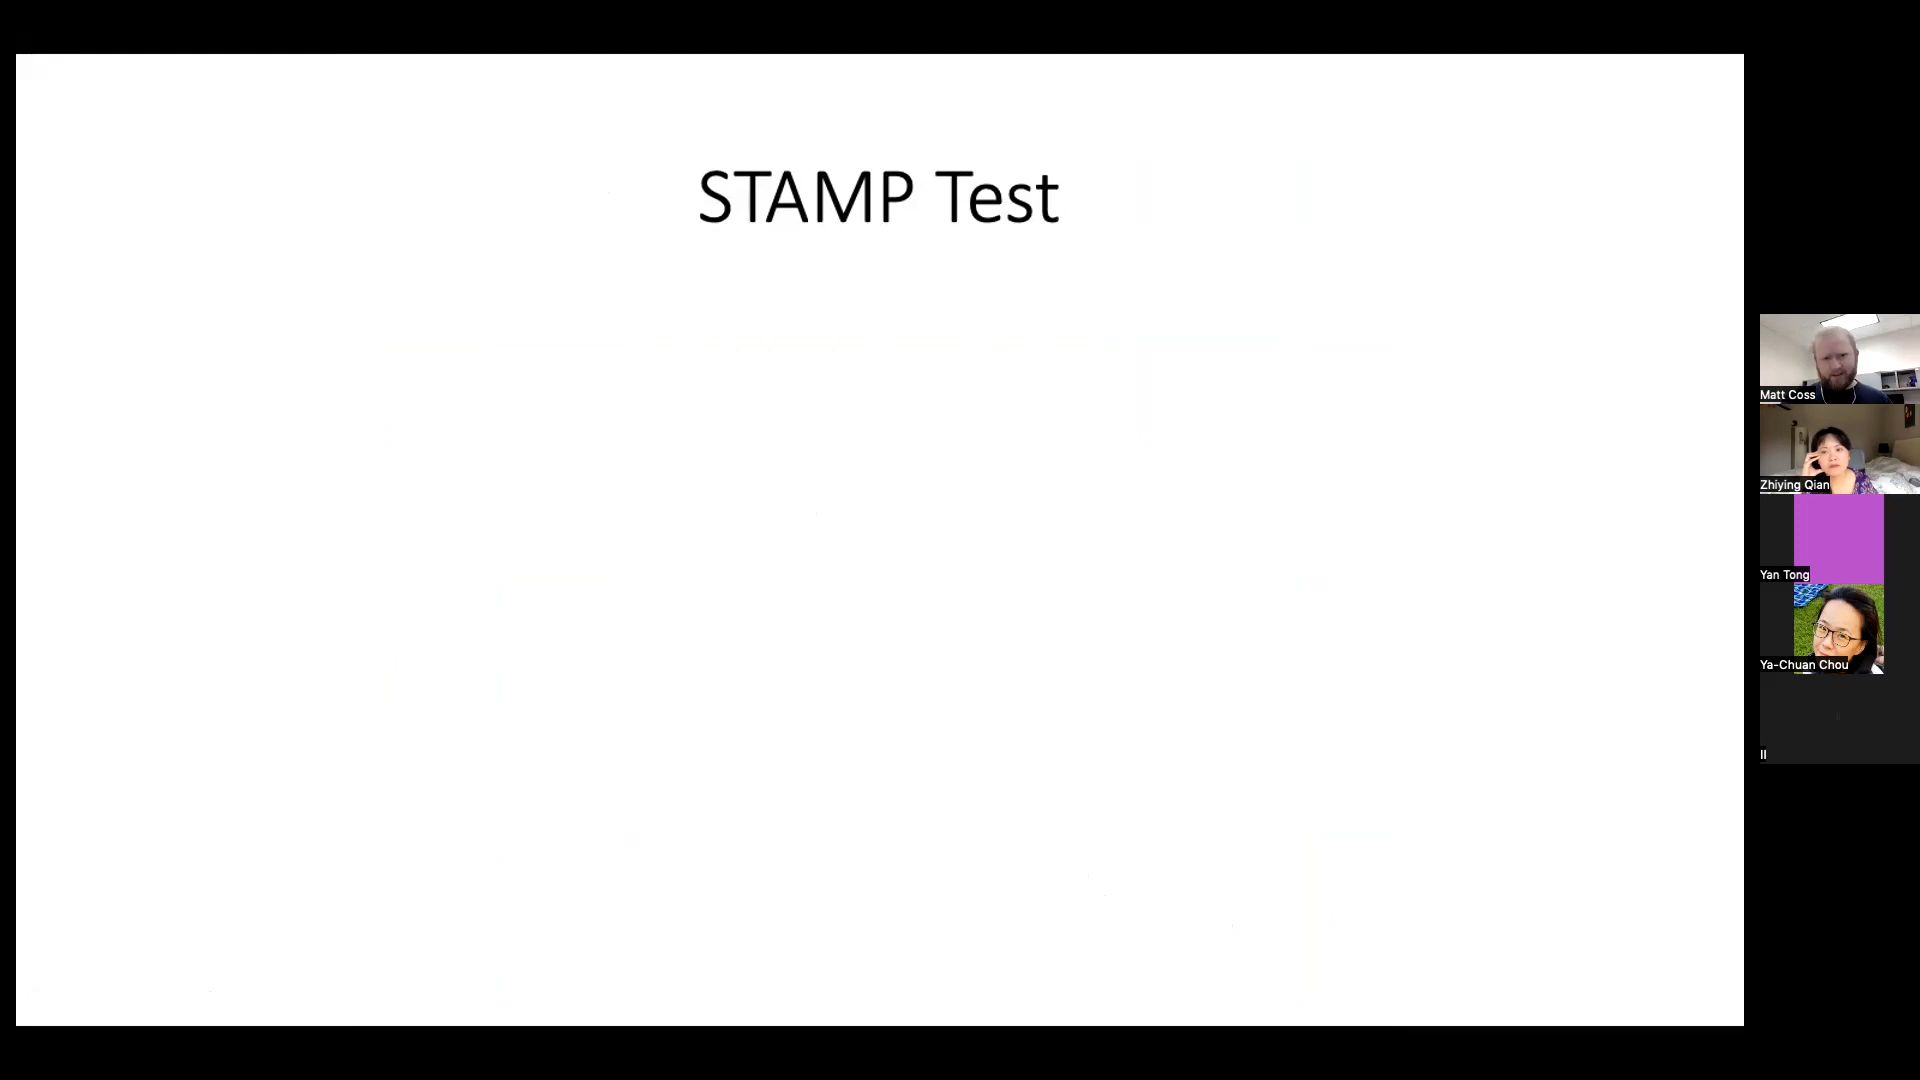 STAMP Test
Matt Coss
Zhiying Qian
Yan Tong
Ya-Chuan Chou